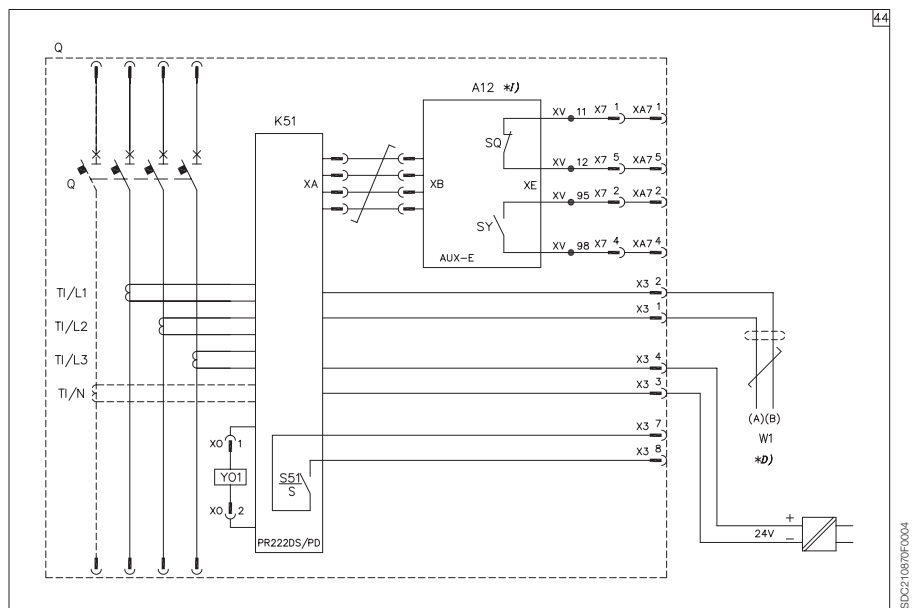 44
Q
A12 *I)
K51
XV 11 X7 1 XA7 1
SQ
XA
XB
XE
XV 12 X7 5 XA7 5
Q
XV 95 X7 2 XA7 2
SY
XV 98 X7 4 XA7 4
AUX-E
TI/L1
X3 2
TI/L2
X3 1
TI/L3
X3 4
TI/N
X3 3
(A)(B)
W1
*D)
X0 1
X3 7
X3 8
YO1
S51
S
X0 2
PR222DS/PD
+
24V
−
SDC210870F0004